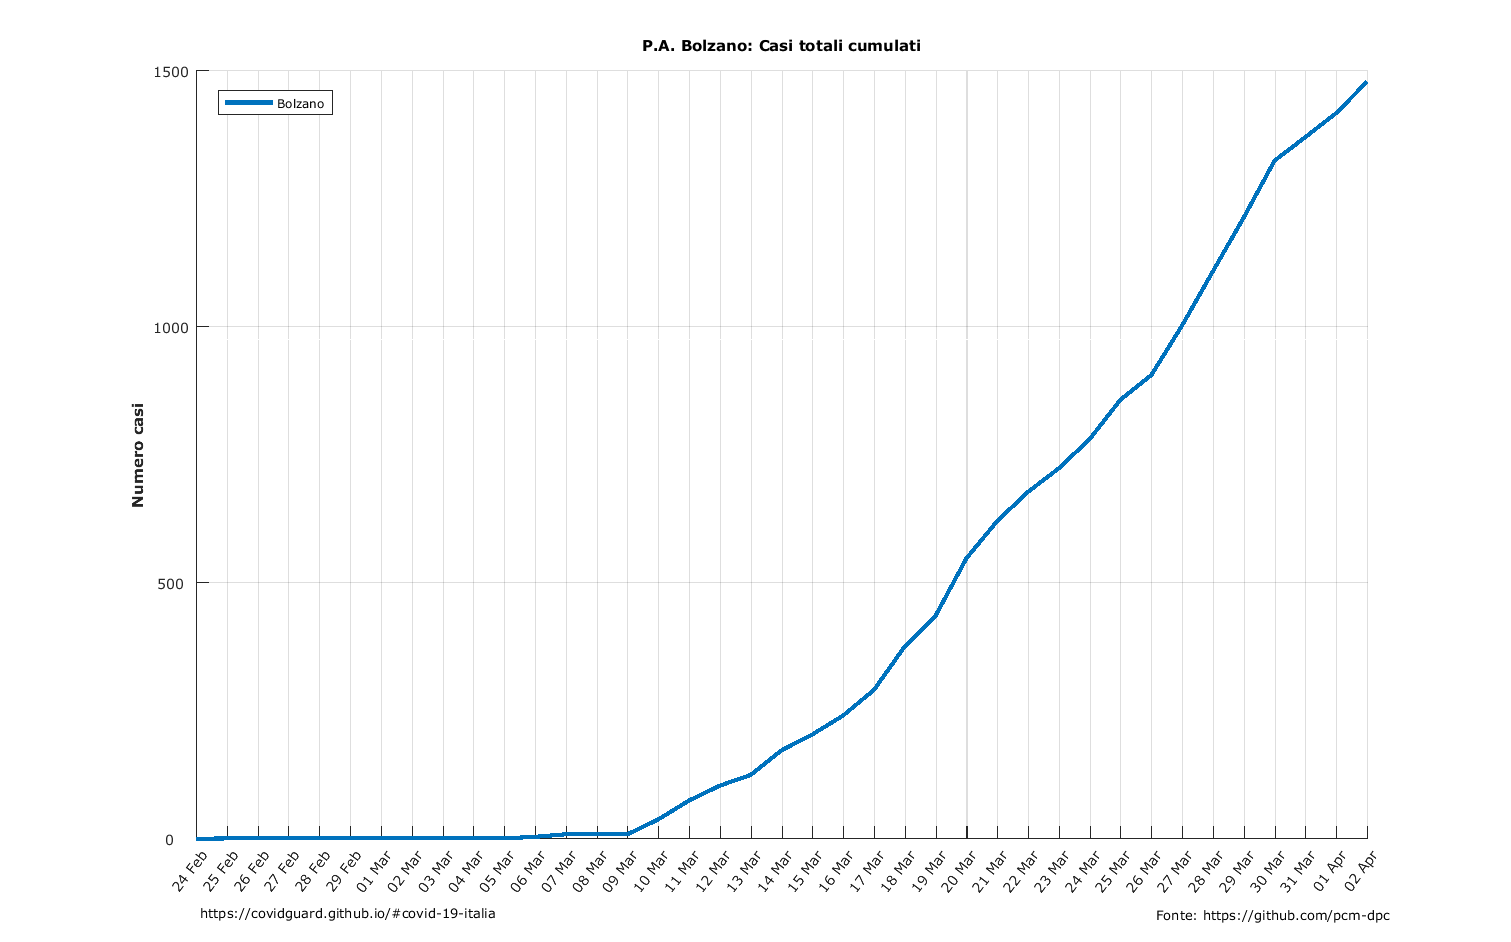 P.A. Bolzano: Casi totali cumulati
1500
Bolzano
1000
Numero casi
500
0
24 Feb
25 Feb
26 Feb
27 Feb
28 Feb
29 Feb
01 Mar
02 Mar
03 Mar
04 Mar
05 Mar
06 Mar
07 Mar
08 Mar
09 Mar
10 Mar
11 Mar
12 Mar
13 Mar
14 Mar
15 Mar
16 Mar
17 Mar
18 Mar
19 Mar
20 Mar
21 Mar
22 Mar
23 Mar
24 Mar
25 Mar
26 Mar
27 Mar
28 Mar
29 Mar
30 Mar
31 Mar
01 Apr
02 Apr
https://covidguard.github.io/#covid-19-italia
Fonte: https://github.com/pcm-dpc